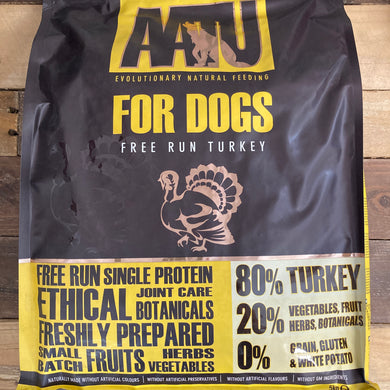 AATU
EVOLUTIONARY NATURAL FEEDING
FOR DOGS
FREE RUN TURKEY
FREE RUN SINGLE PROTEIN
ETHICAL JOINT CARE BOTANICALS
FRESHLY PREPARED
SMALL BATCH FRUITS HERBS VEGETABLES
80% TURKEY
20% VEGETABLES, FRUIT HERBS, BOTANICALS
0% GRAIN, GLUTEN & WHITE POTATO
NATURALLY MADE WITHOUT ARTIFICIAL COLOURS WITHOUT ARTIFICIAL PRESERVATIVES WITHOUT ARTIFICIAL FLAVOURS WITHOUT GM INGREDIENTS